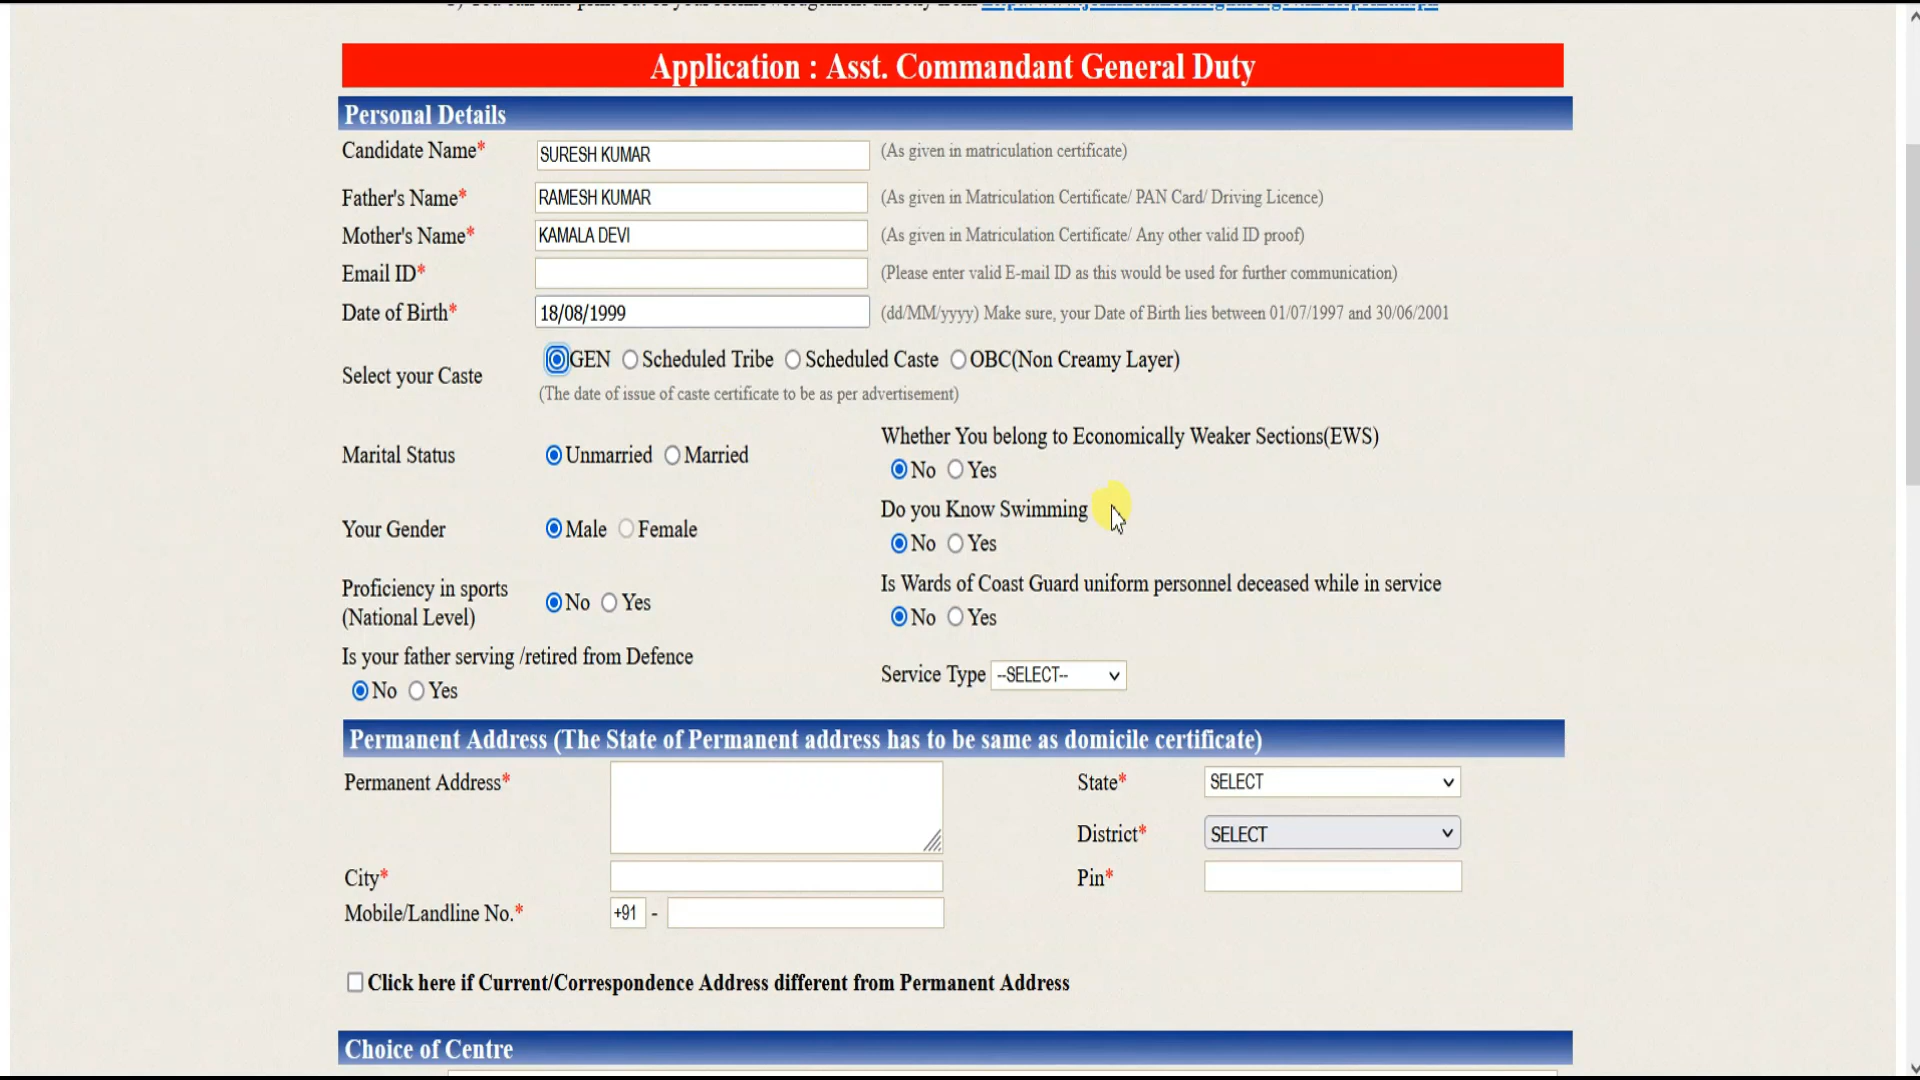 Application : Asst. Commandant General Duty
Personal Details
Candidate Name* SURESH KUMAR (As given in matriculation certificate)
Father's Name* RAMESH KUMAR (As given in Matriculation Certificate/ PAN Card/ Driving Licence)
Mother's Name* KAMALA DEVI (As given in Matriculation Certificate/ Any other valid ID proof)
Email ID* (Please enter valid E-mail ID as this would be used for further communication)
Date of Birth* 18/08/1999 (dd/MM/yyyy) Make sure, your Date of Birth lies between 01/07/1997 and 30/06/2001
Select your Caste GEN Scheduled Tribe Scheduled Caste OBC(Non Creamy Layer)
(The date of issue of caste certificate to be as per advertisement)
Marital Status Unmarried Married
Whether You belong to Economically Weaker Sections(EWS)
No Yes
Your Gender Male Female
Do you Know Swimming
No Yes
Proficiency in sports
(National Level)
No Yes
Is Wards of Coast Guard uniform personnel deceased while in service
No Yes
Is your father serving /retired from Defence
No Yes
Service Type --SELECT--
Permanent Address (The State of Permanent address has to be same as domicile certificate)
Permanent Address* State* SELECT
District* SELECT
City* Pin*
Mobile/Landline No.* +91 -
Click here if Current/Correspondence Address different from Permanent Address
Choice of Centre